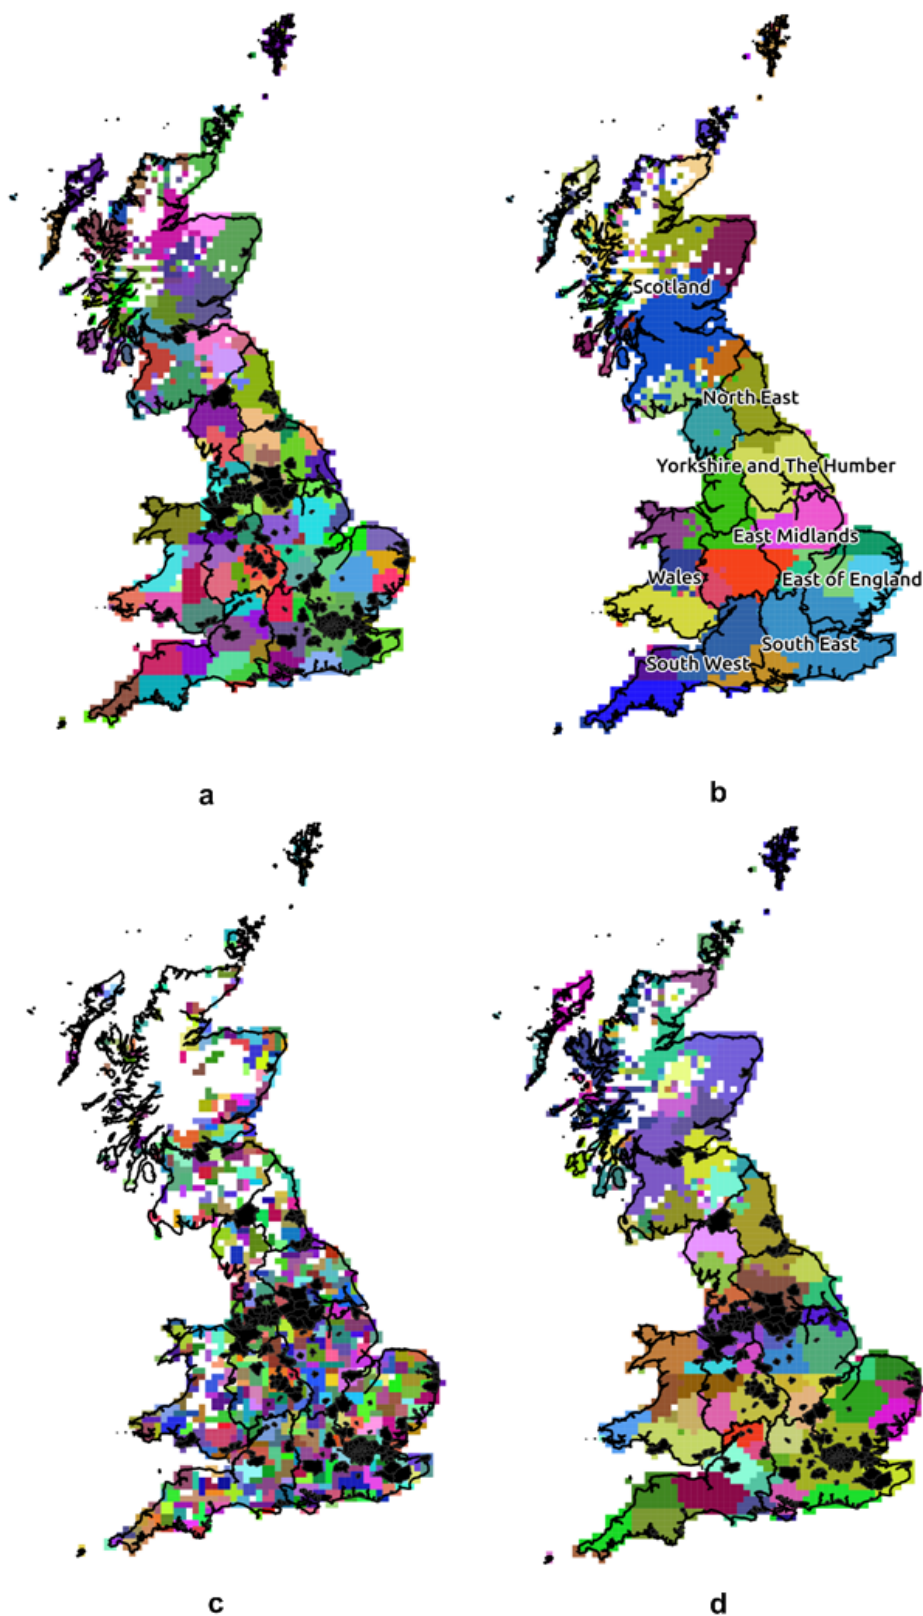 Scotland
North East
Yorkshire and The Humber
East Midlands
Wales
East of England
South East
South West
a
b
c
d